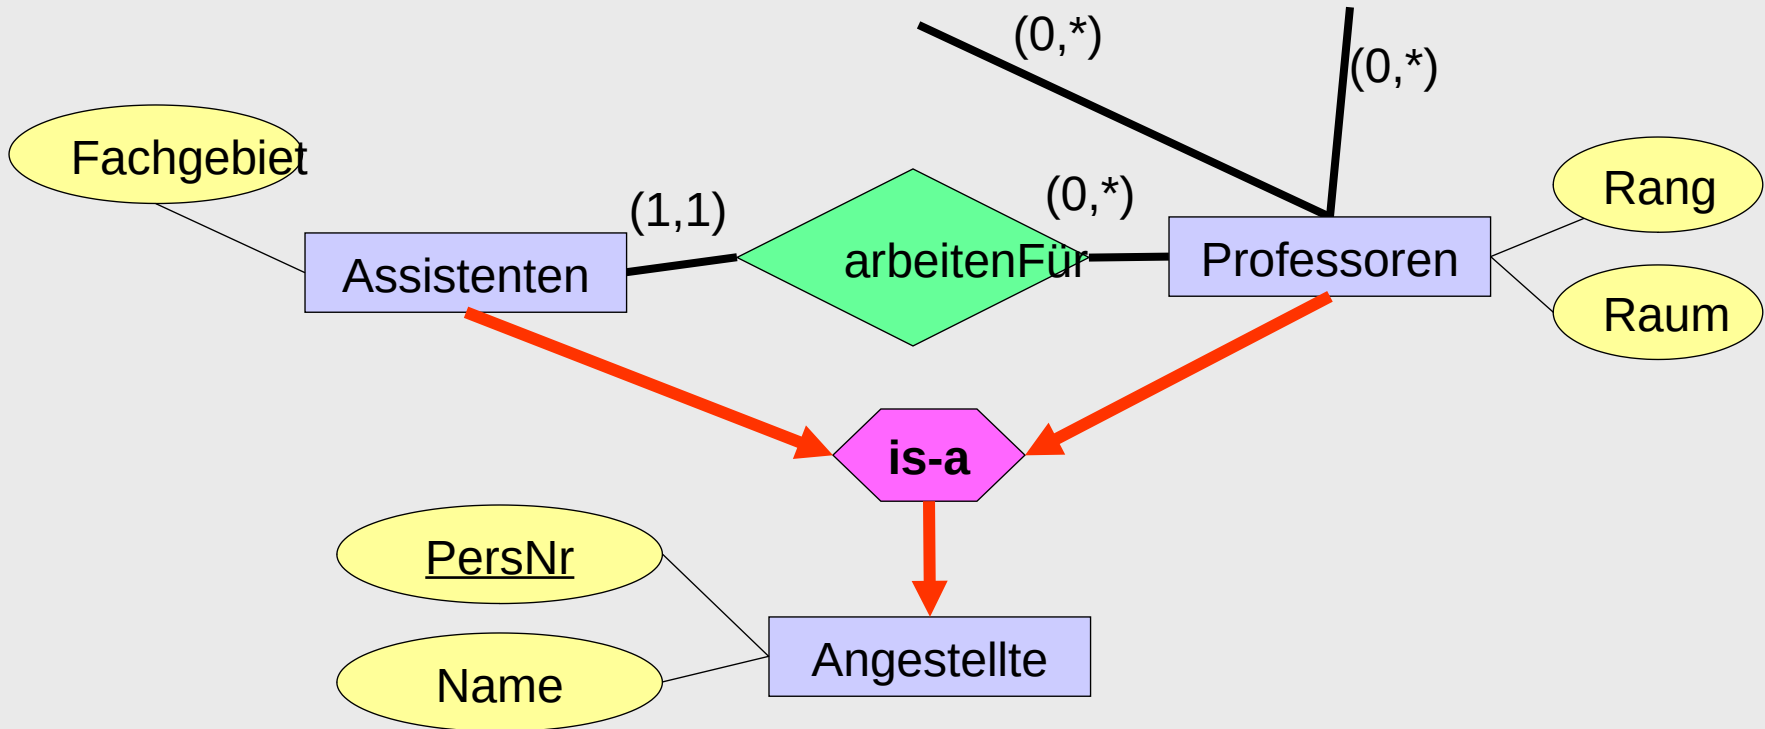 (0,*)
(0,*)
Fachgebiet
(1,1)
(0,*)
Rang
Assistenten
arbeitenFür
Professoren
Raum
is-a
PersNr
Angestellte
Name